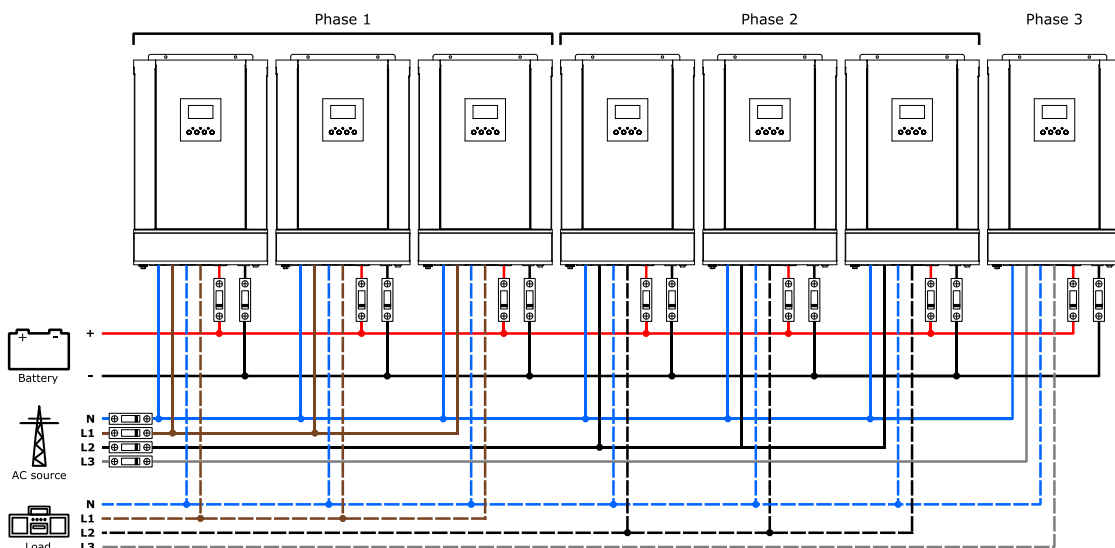 Phase 1 Phase 2 Phase 3
+
+ -
Battery
-
N
L1
L2
L3
AC source
N
L1
L2
L3
Load